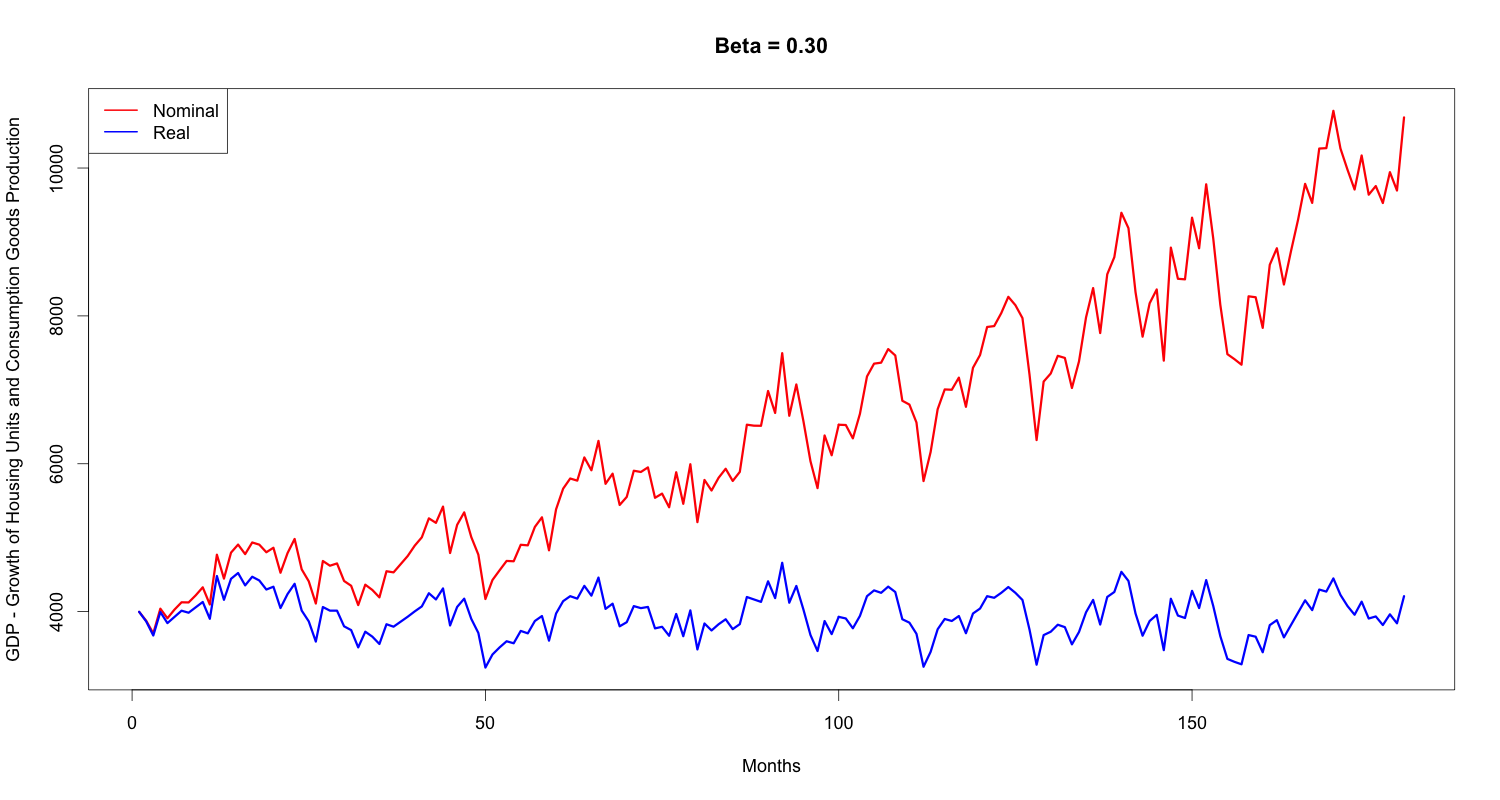 Beta = 0.30
Nominal
Real
GDP - Growth of Housing Units and Consumption Goods Production
10000
8000
6000
4000
0 50 100 150
Months